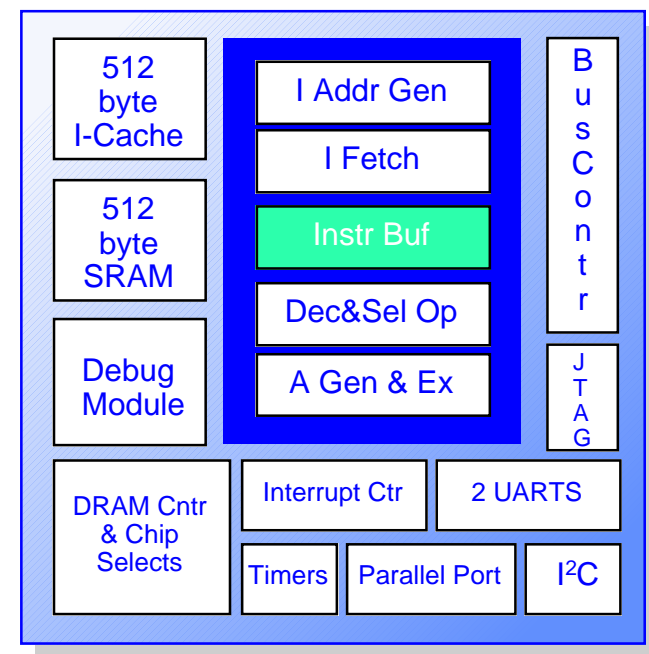 512
byte
I-Cache
I Addr Gen
I Fetch
Instr Buf
Dec&Sel Op
A Gen & Ex
B
u
s
C
o
n
t
r
512
byte
SRAM
Debug
Module
J
T
A
G
DRAM Cntr
& Chip
Selects
Interrupt Ctr
2 UARTS
Timers
Parallel Port
I²C